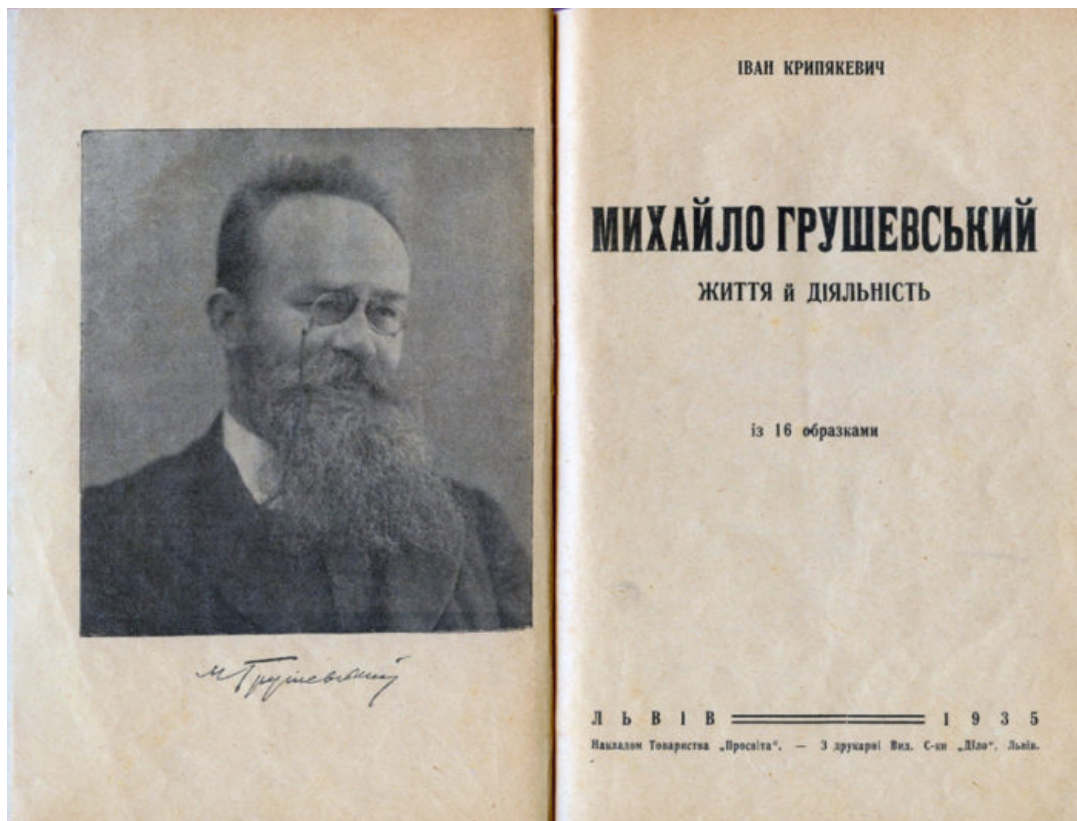 М Грушевський
ІВАН КРИПЯКЕВИЧ
МИХАЙЛО ГРУШЕВСЬКИЙ
ЖИТТЯ й ДІЯЛЬНІСТЬ
із 16 образками
ЛЬВІВ 1935
Накладом Товариства „Просвіта“. — З друкарні Вид. С-ки „Діло“, Львів.